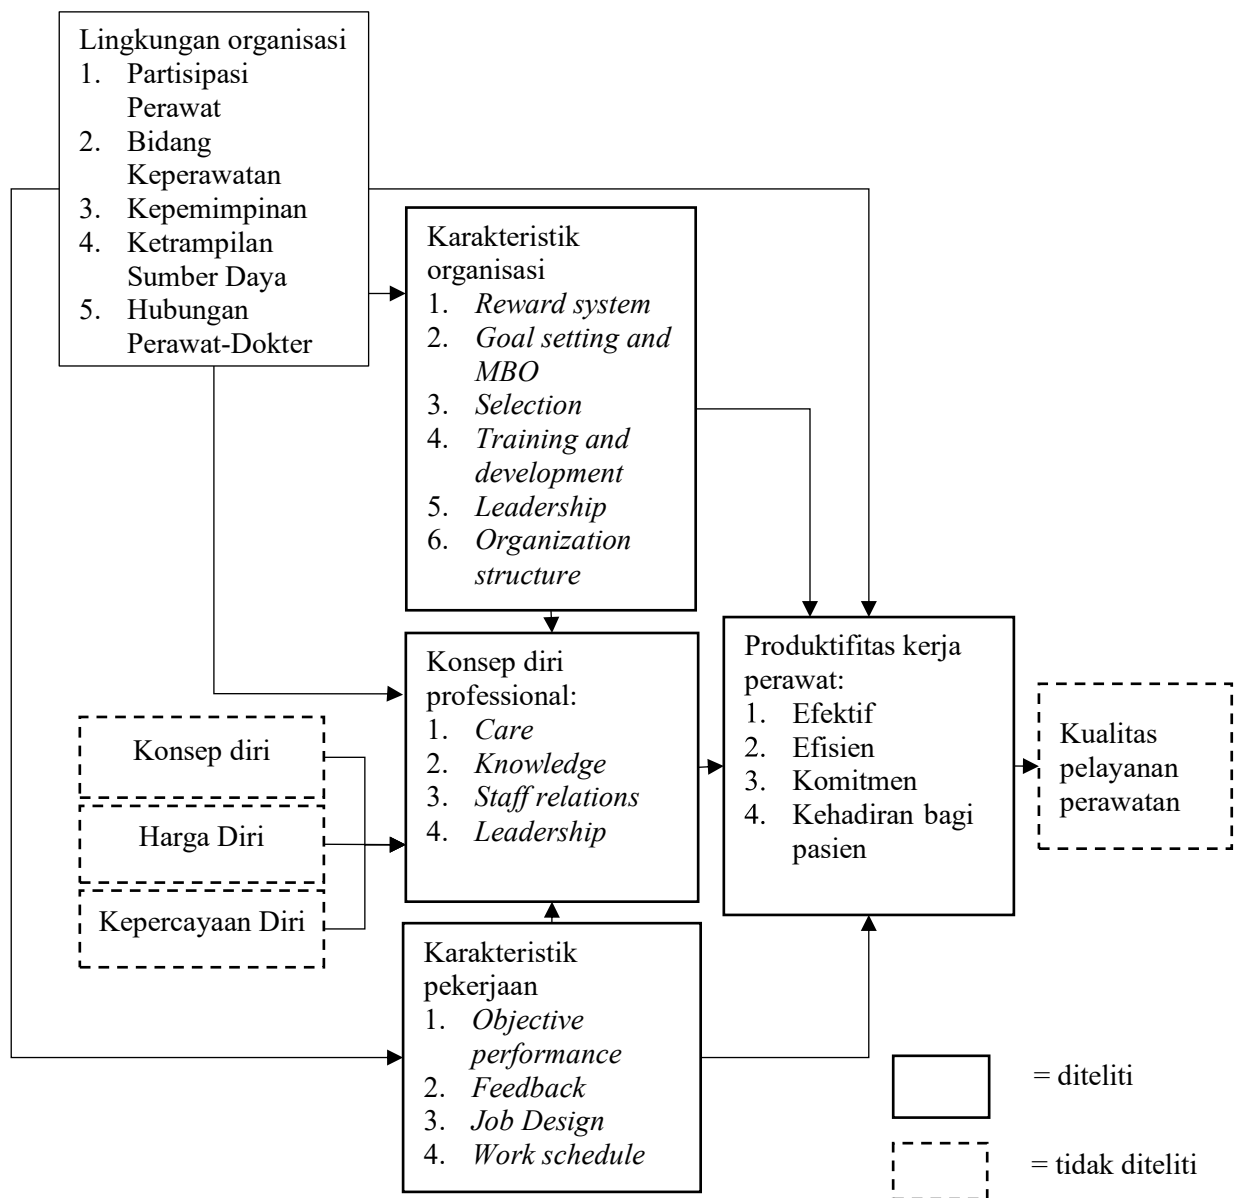 Lingkungan organisasi
1. Partisipasi
Perawat
2. Bidang
Keperawatan
3. Kepemimpinan
4. Ketrampilan
Sumber Daya
5. Hubungan
Perawat-Dokter
Karakteristik
organisasi
1. Reward system
2. Goal setting and
MBO
3. Selection
4. Training and
development
5. Leadership
6. Organization
structure
Konsep diri
professional:
1. Care
2. Knowledge
3. Staff relations
4. Leadership
Produktifitas kerja
perawat:
1. Efektif
2. Efisien
3. Komitmen
4. Kehadiran bagi
pasien
Kualitas
pelayanan
perawatan
Konsep diri
Harga Diri
Kepercayaan Diri
Karakteristik
pekerjaan
1. Objective
performance
2. Feedback
3. Job Design
4. Work schedule
= diteliti
= tidak diteliti